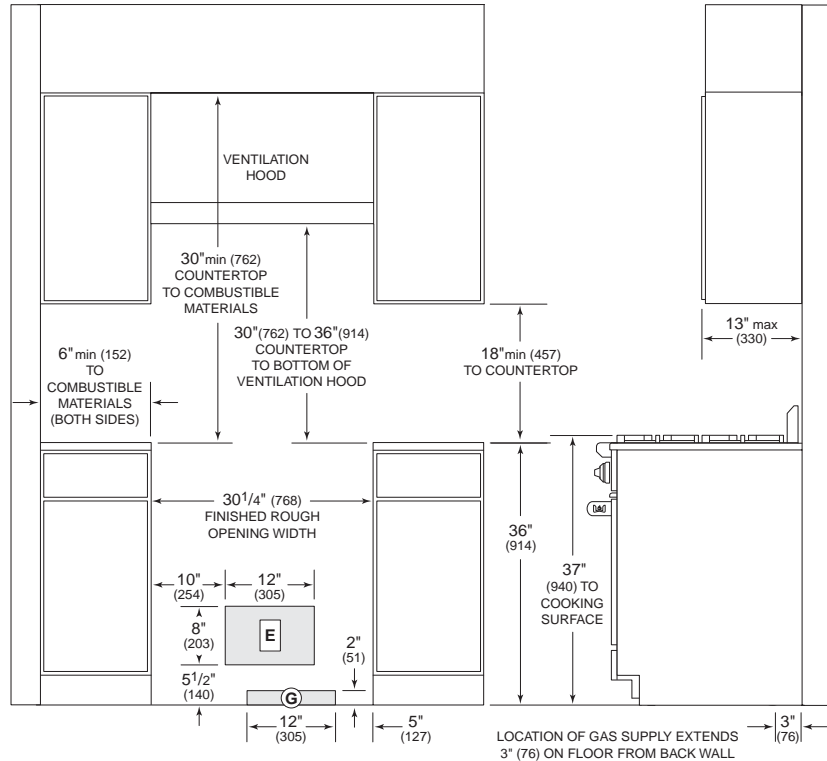 VENTILATION
HOOD
30" min (762)
COUNTERTOP
TO COMBUSTIBLE
MATERIALS
30" (762) TO 36" (914)
COUNTERTOP
TO BOTTOM OF
VENTILATION HOOD
6" min (152)
TO
COMBUSTIBLE
MATERIALS
(BOTH SIDES)
18" min (457)
TO COUNTERTOP
13" max
(330)
30 1/4" (768)
FINISHED ROUGH
OPENING WIDTH
36"
(914)
37"
(940) TO
COOKING
SURFACE
10"
(254)
12"
(305)
8"
(203)
E
5 1/2"
(140)
2"
(51)
G
12"
(305)
5"
(127)
LOCATION OF GAS SUPPLY EXTENDS
3" (76) ON FLOOR FROM BACK WALL
3"
(76)